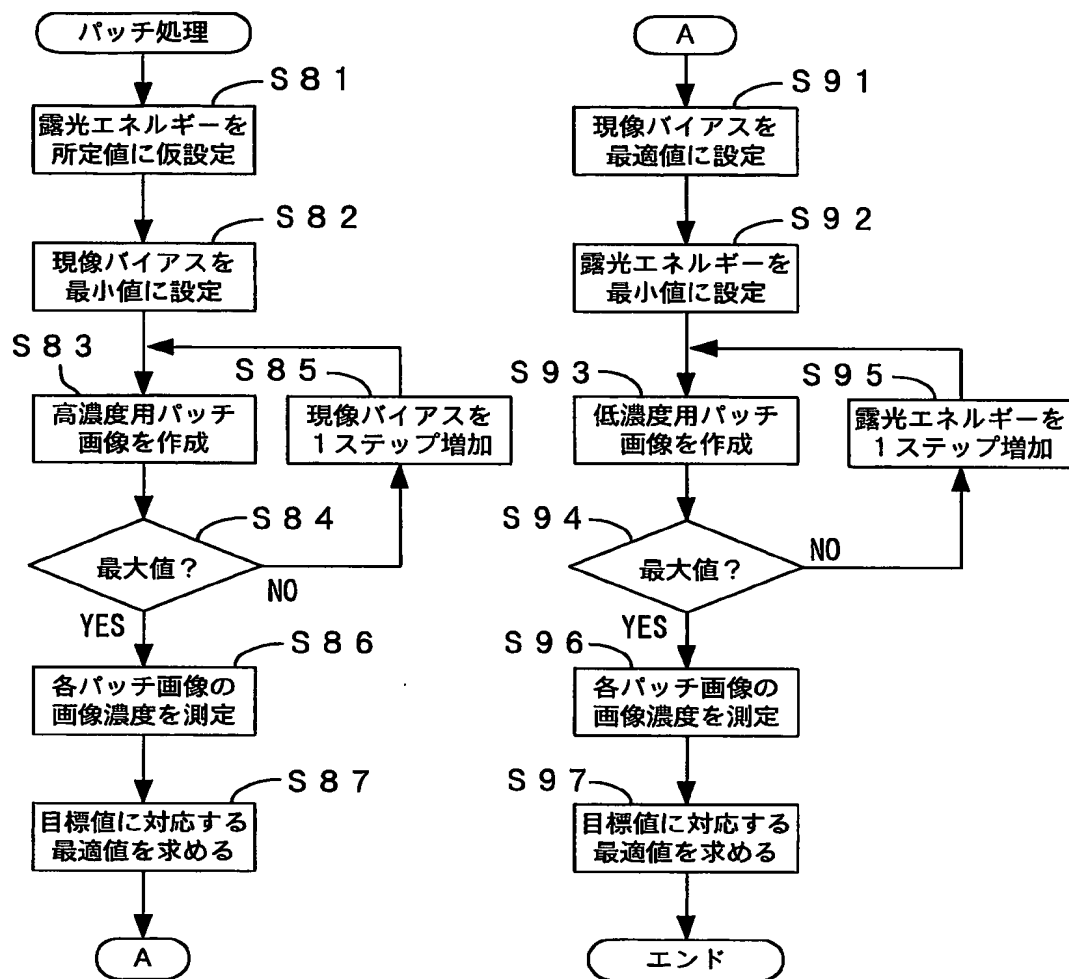 パッチ処理
S81
露光エネルギーを
所定値に仮設定
S82
現像バイアスを
最小値に設定
S83
高濃度用パッチ
画像を作成
S85
現像バイアスを
1ステップ増加
S84
最大値?
NO
YES
S86
各パッチ画像の
画像濃度を測定
S87
目標値に対応する
最適値を求める
A
A
S91
現像バイアスを
最適値に設定
S92
露光エネルギーを
最小値に設定
S93
低濃度用パッチ
画像を作成
S95
露光エネルギーを
1ステップ増加
S94
最大値?
NO
YES
S96
各パッチ画像の
画像濃度を測定
S97
目標値に対応する
最適値を求める
エンド